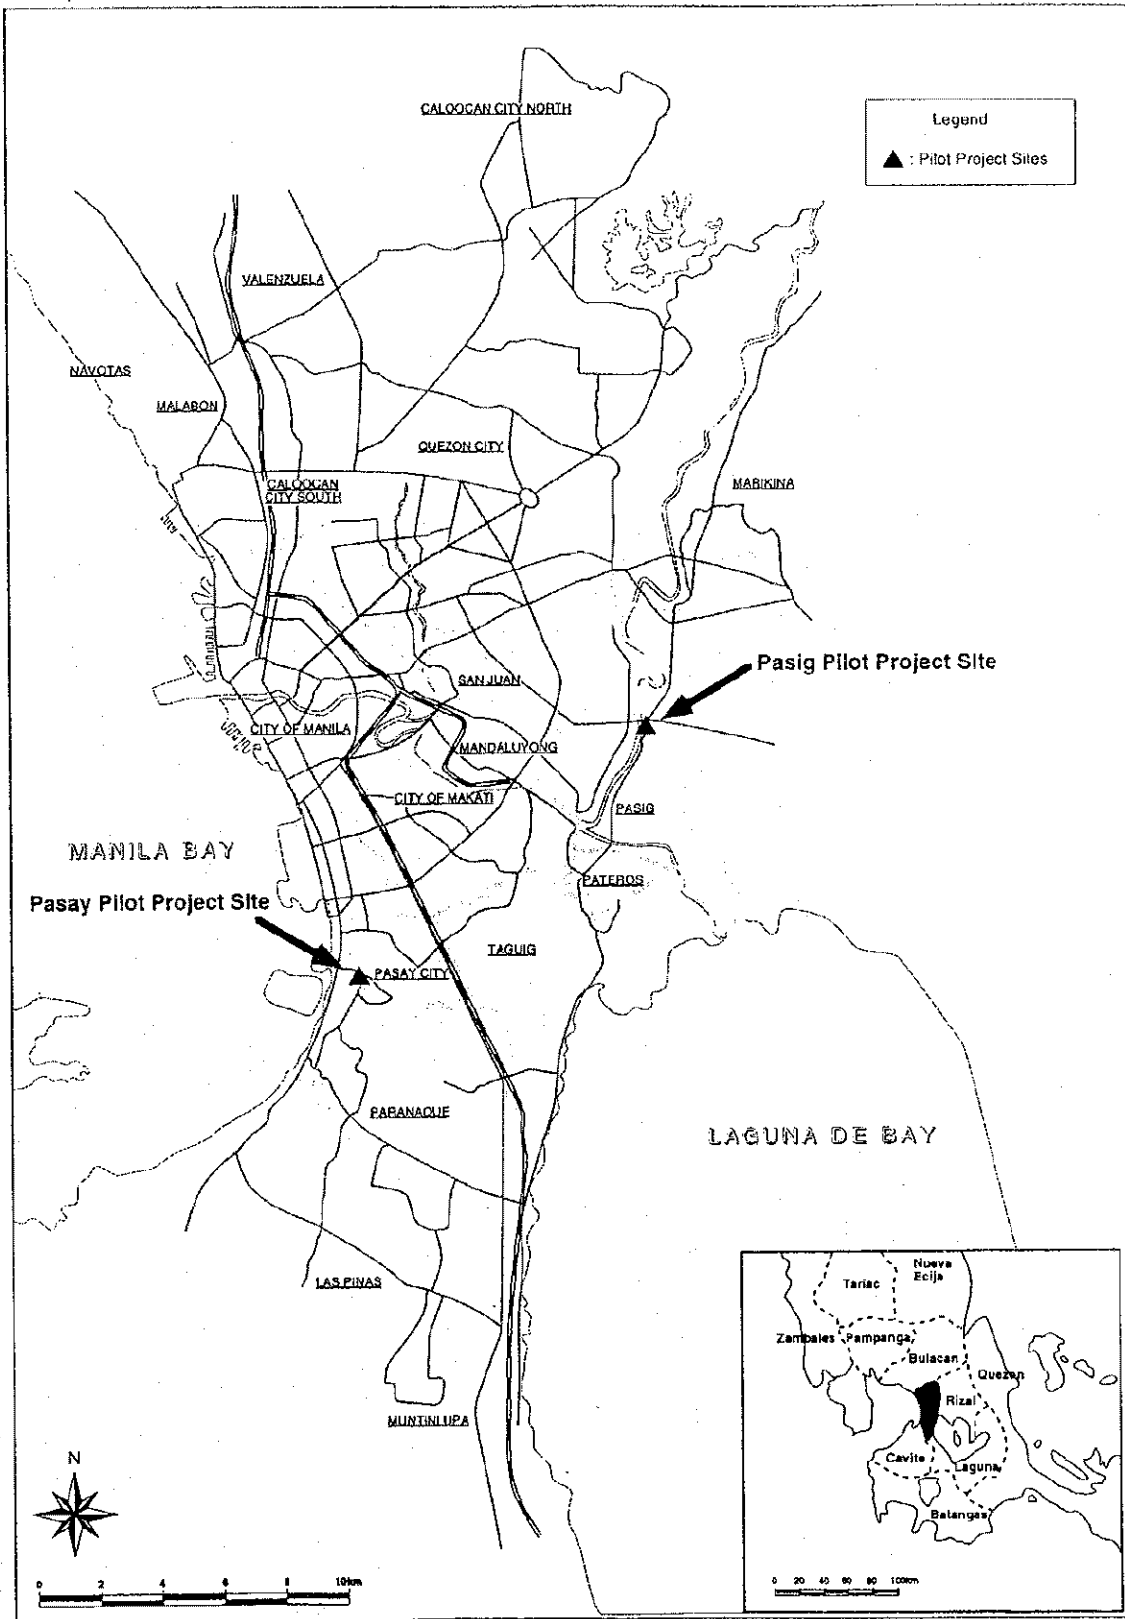 CALOOCAN CITY NORTH
Legend
▲ : Pilot Project Sites
VALENZUELA
NAVOTAS
MALABON
QUEZON CITY
CALOOCAN
CITY SOUTH
MARIKINA
Pasig Pilot Project Site
SAN JUAN
CITY OF MANILA
MANDALUYONG
CITY OF MAKATI
PASIG
MANILA BAY
PATEROS
Pasay Pilot Project Site
TAGUIG
PASAY CITY
PARANAQUE
LAGUNA DE BAY
LAS PINAS
MUNTINLUPA
Nueva
Ecija
Tarlac
Zambales
Pampanga
Bulacan
Quezon
Rizal
Cavite
Laguna
Batangas
N
0 2 4 6 8 10km
0 20 40 60 80 100km